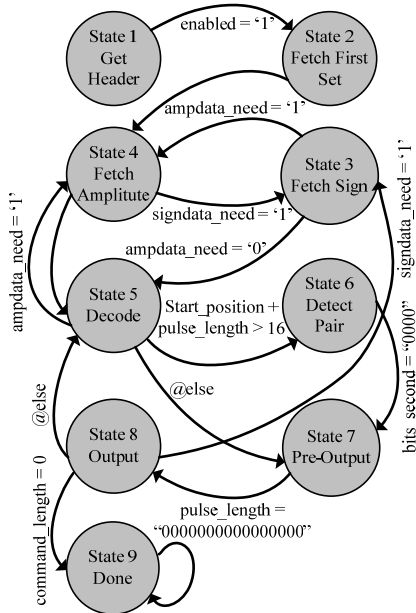 State 1
Get
Header
enabled = ‘1’
State 2
Fetch First
Set
ampdata_need = ‘1’
State 4
Fetch
Amplitute
State 3
Fetch Sign
signdata_need = ‘1’
ampdata_need = ‘0’
ampdata_need = ‘1’
signdata_need = ‘1’
State 5
Decode
Start_position +
pulse_length > 16
State 6
Detect
Pair
@else
@else
bits_second = “0000”
State 8
Output
State 7
Pre-Output
pulse_length =
“0000000000000000”
command_length = 0
State 9
Done